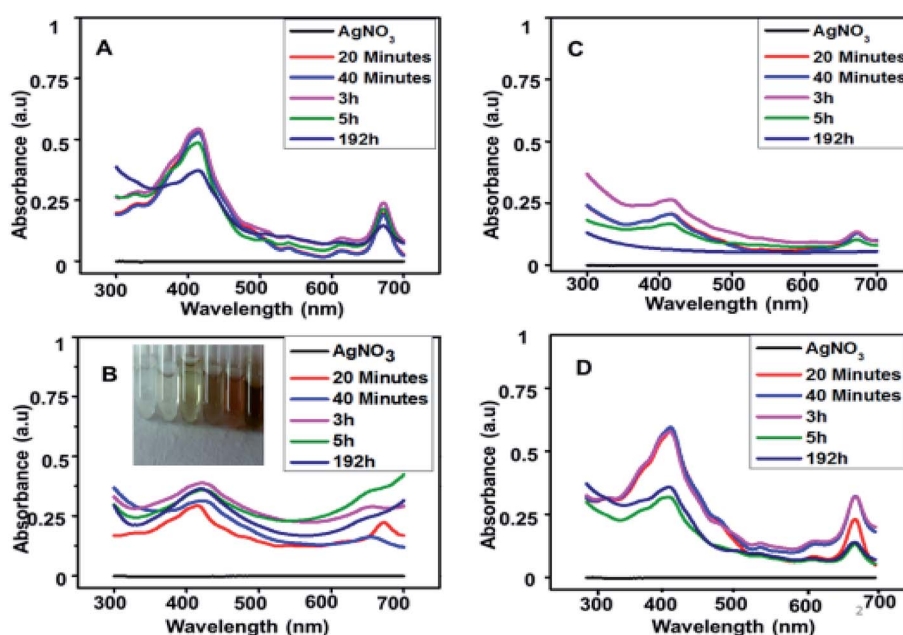 A
1
0.75
0.5
0.25
0
Absorbance (a.u)
300 400 500 600 700
Wavelength (nm)
AgNO3
20 Minutes
40 Minutes
3h
5h
192h
C
1
0.75
0.5
0.25
0
Absorbance (a.u)
300 400 500 600 700
Wavelength (nm)
AgNO3
20 Minutes
40 Minutes
3h
5h
192h
B
1
0.75
0.5
0.25
0
Absorbance (a.u)
300 400 500 600 700
Wavelength (nm)
AgNO3
20 Minutes
40 Minutes
3h
5h
192h
D
1
0.75
0.5
0.25
0
Absorbance (a.u)
300 400 500 600 700
2
Wavelength (nm)
AgNO3
20 Minutes
40 Minutes
3h
5h
192h